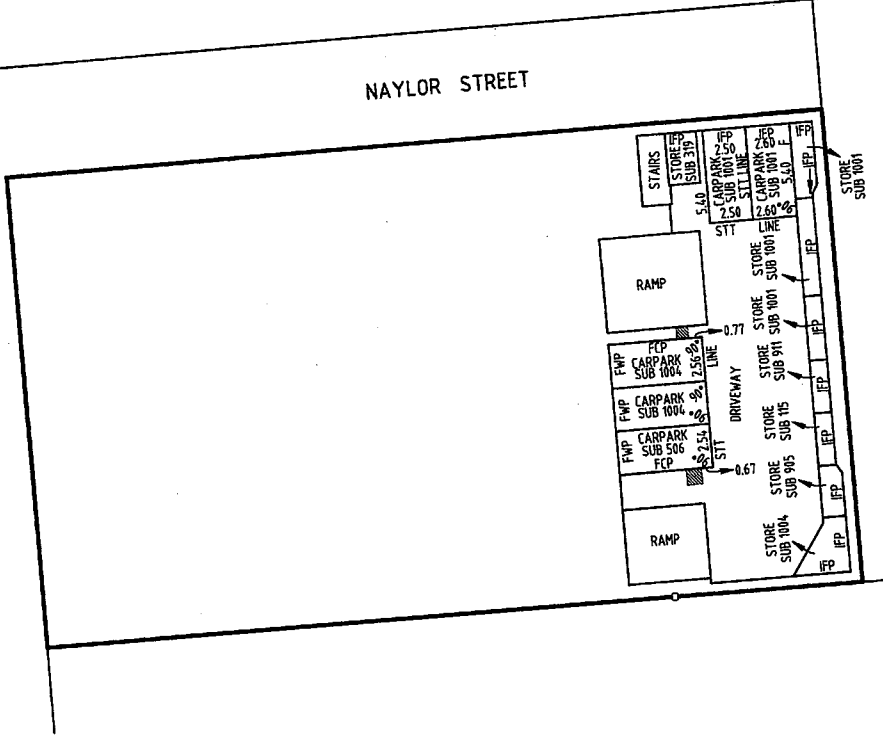 NAYLOR STREET
STAIRS
IFP
STORE
SUB 319
5.40
IFP
2.50
CARPARK
SUB 1001
2.50
STT LINE
IFP
2.60
CARPARK
SUB 1001
2.60
5.40
F
IFP
IFP
STORE
SUB 1001
STT LINE
RAMP
STORE
SUB 1001
IFP
STORE
SUB 1001
IFP
0.77
FCP
FWP
CARPARK
SUB 1004
2.56
LINE
FWP
CARPARK
SUB 1004
FWP
CARPARK
SUB 506
FCP
2.54
STT
0.67
DRIVEWAY
STORE
SUB 911
IFP
STORE
SUB 115
IFP
STORE
SUB 905
IFP
STORE
SUB 1004
IFP
IFP
RAMP